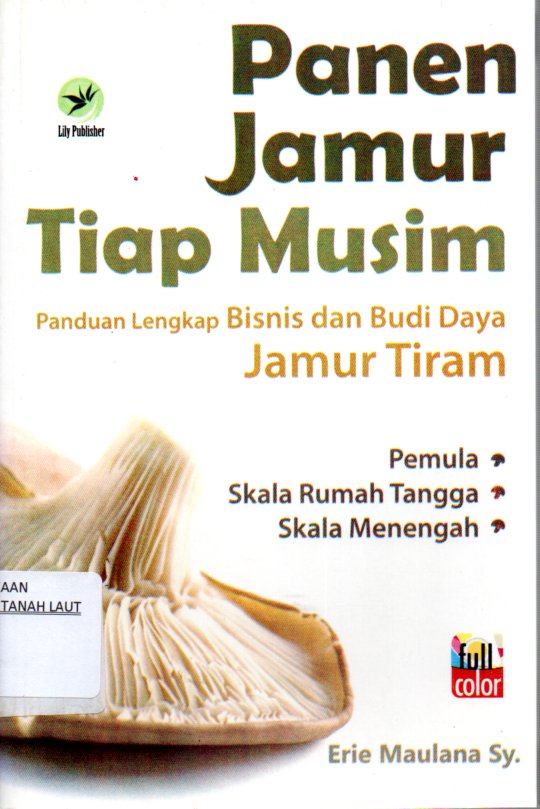 Panen
Jamur
Tiap Musim
Lily Publisher
Panduan Lengkap Bisnis dan Budi Daya
Jamur Tiram
Pemula
Skala Rumah Tangga
Skala Menengah
AAN
TANAH LAUT
full
color
Erie Maulana Sy.